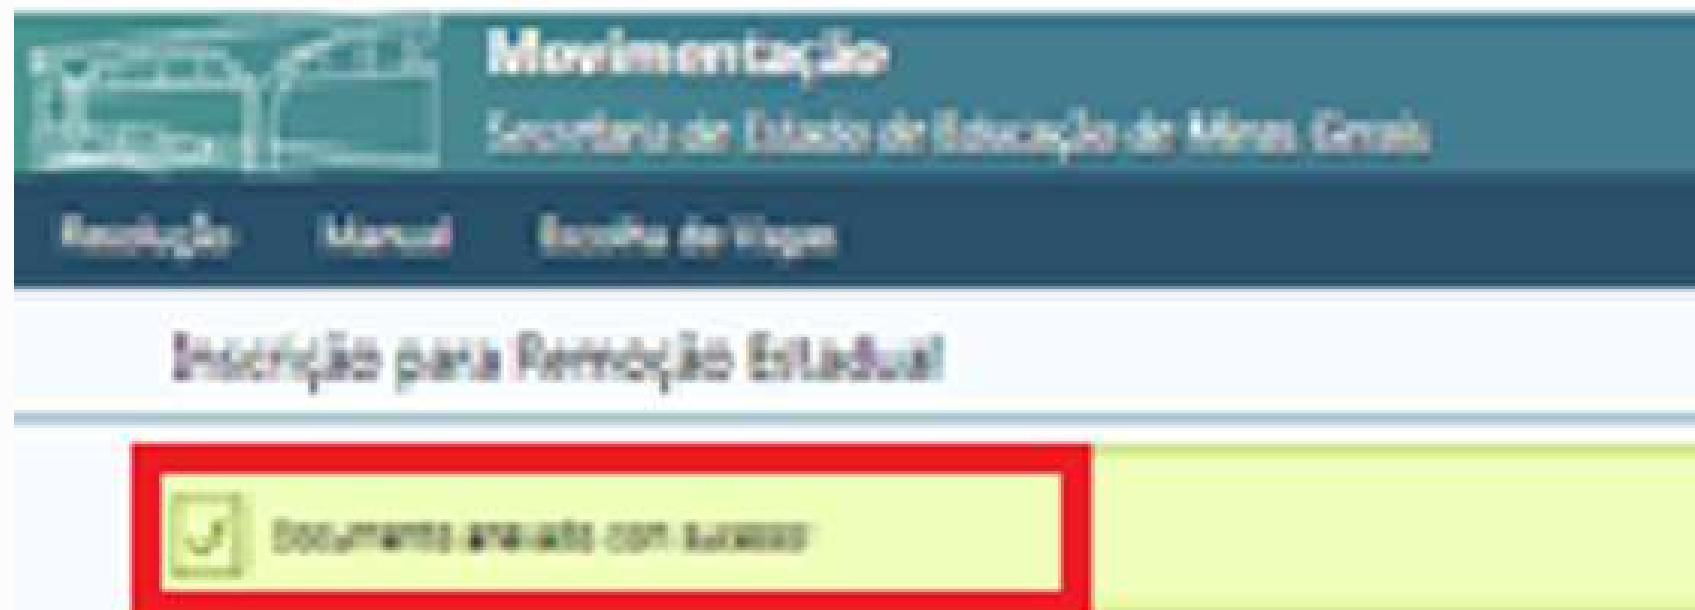 Movimentação
Secretaria de Estado de Educação de Minas Gerais
Resolução Manual Escolha de Vagas
Inscrição para Remoção Estadual
Documento anexado com sucesso